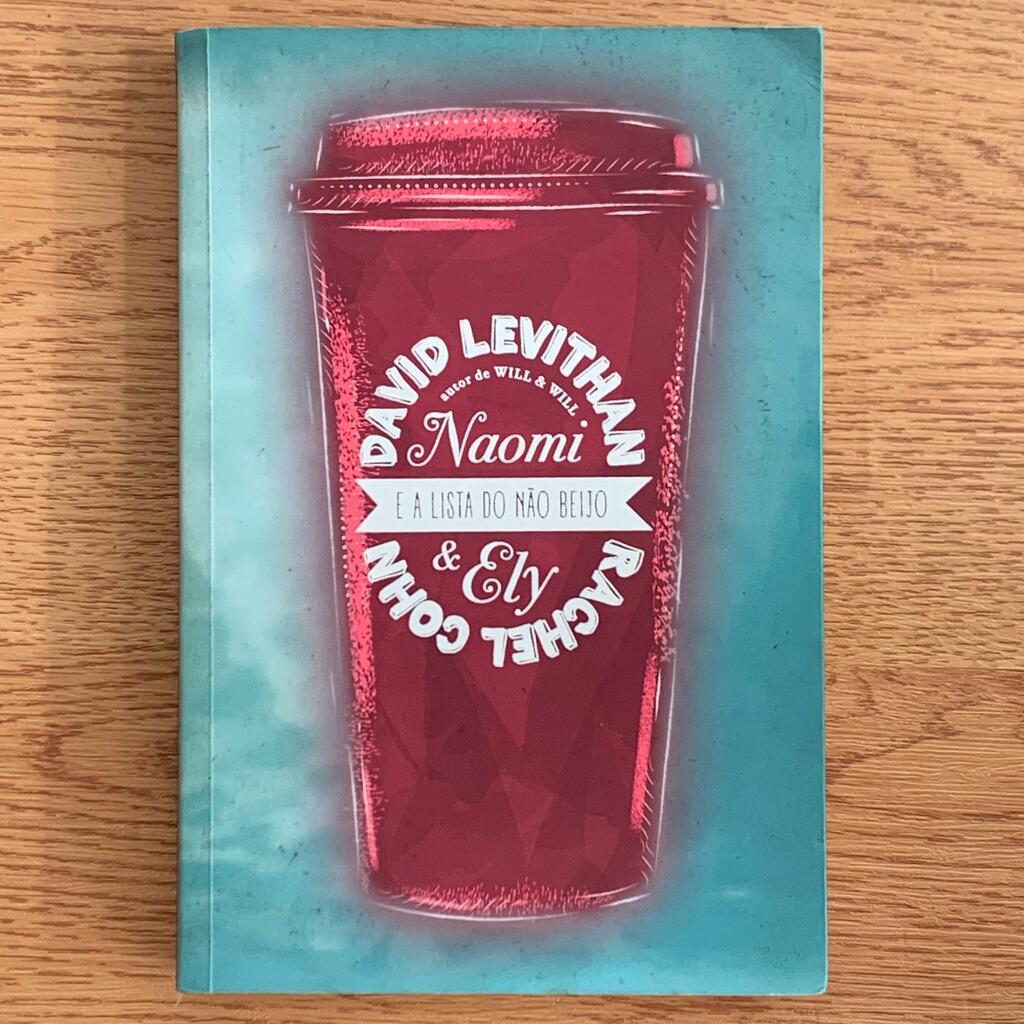 DAVID LEVITHAN
autor de WILL & WILL
Naomi
E A LISTA DO NÃO BEIJO
& Ely
RACHEL COHN